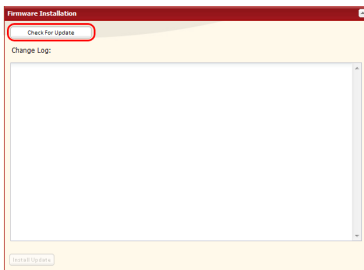 Firmware Installation
Check For Update
Change Log:
Install Update